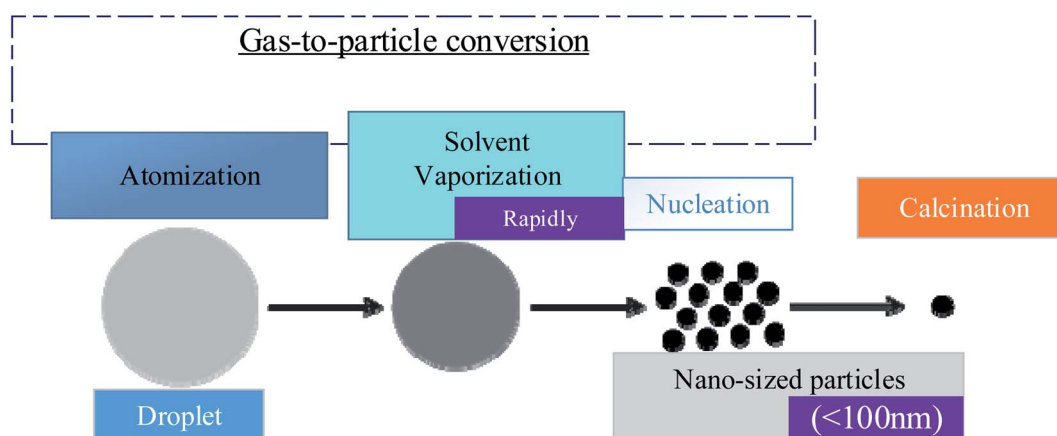 Gas-to-particle conversion
Atomization
Solvent
Vaporization
Rapidly
Nucleation
Calcination
Droplet
Nano-sized particles
(<100nm)